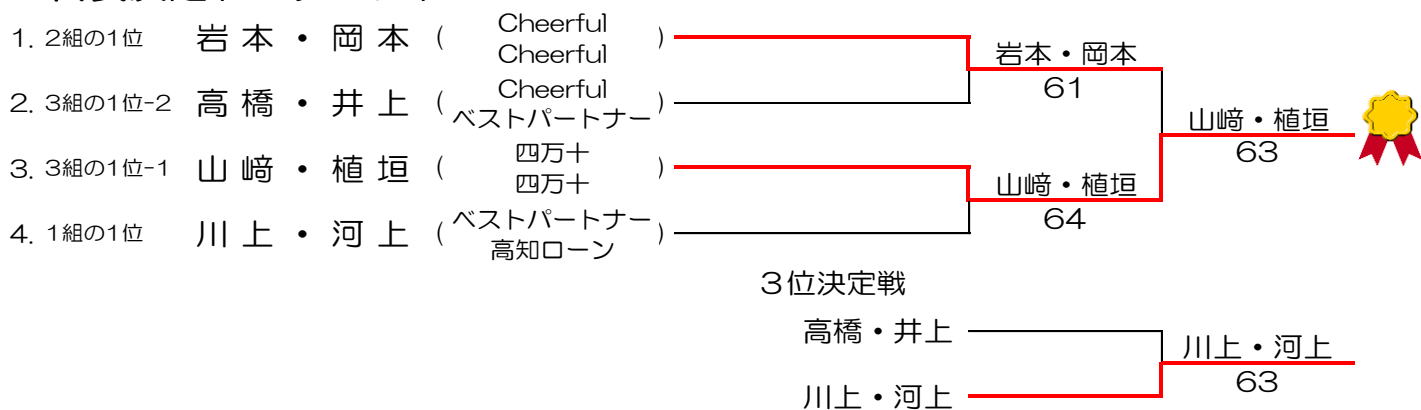 1. 2組の1位 岩本・岡本 ( Cheerful Cheerful )
2. 3組の1位-2 高橋・井上 ( Cheerful ベストパートナー )
3. 3組の1位-1 山﨑・植垣 ( 四万十 四万十 )
4. 1組の1位 川上・河上 ( ベストパートナー 高知ローン )
岩本・岡本
61
山﨑・植垣
64
山﨑・植垣
63
3位決定戦
高橋・井上
川上・河上
川上・河上
63